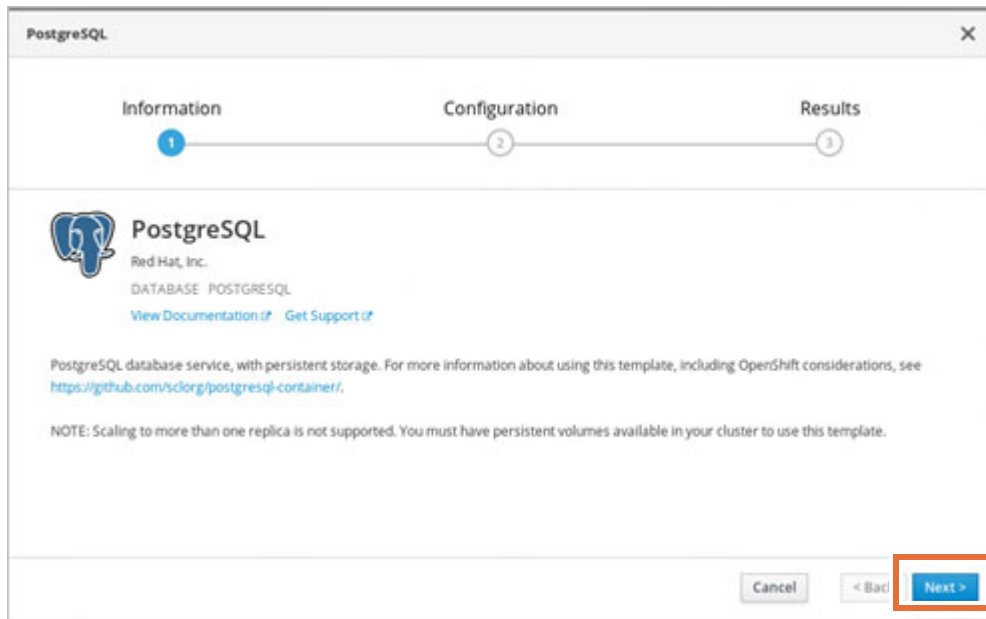 PostgreSQL ×
Information Configuration Results
1 2 3
PostgreSQL
Red Hat, Inc.
DATABASE POSTGRESQL
View Documentation Get Support
PostgreSQL database service, with persistent storage. For more information about using this template, including OpenShift considerations, see
https://github.com/sclorg/postgresql-container/.
NOTE: Scaling to more than one replica is not supported. You must have persistent volumes available in your cluster to use this template.
Cancel < Bac Next >